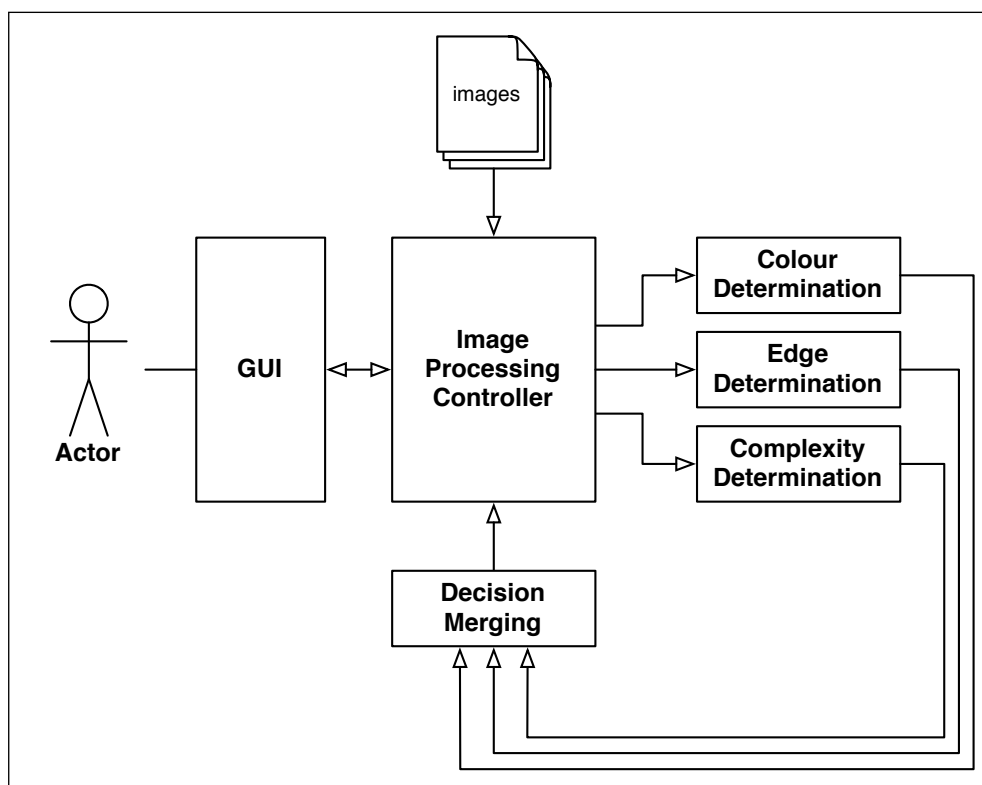 images
Colour
Determination
Image
Processing
Controller
Edge
Determination
GUI
Complexity
Determination
Actor
Decision
Merging